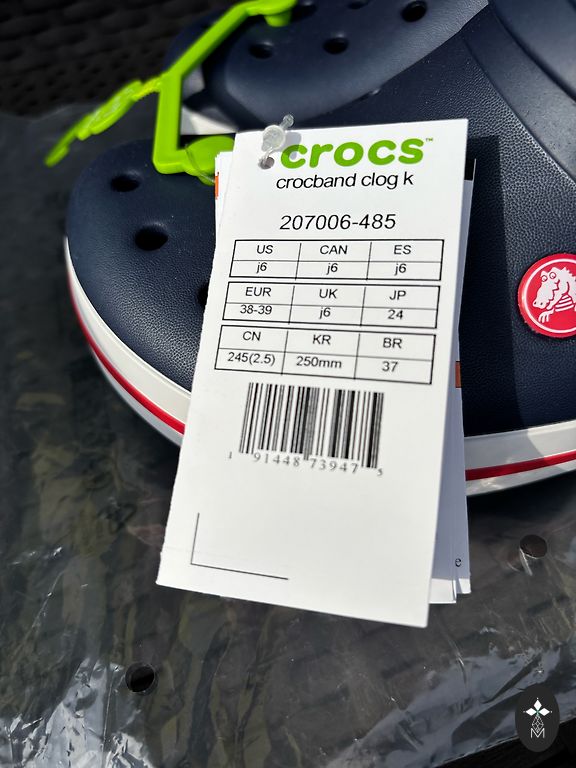 crocs™
crocband clog k
207006-485
US CAN ES
j6 j6 j6
EUR UK JP
38-39 j6 24
CN KR BR
245(2.5) 250mm 37
1 91448 73947 5
e
M